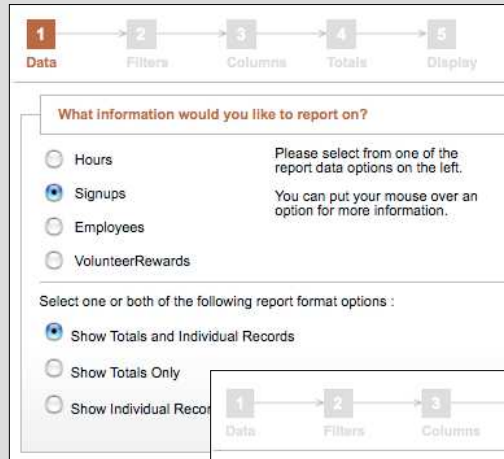 1 2 3 4 5
Data Filters Columns Totals Display
What information would you like to report on?
Hours
Signups
Employees
VolunteerRewards
Please select from one of the
report data options on the left.
You can put your mouse over an
option for more information.
Select one or both of the following report format options :
Show Totals and Individual Records
Show Totals Only
Show Individual Recor
1 2 3
Data Filters Columns